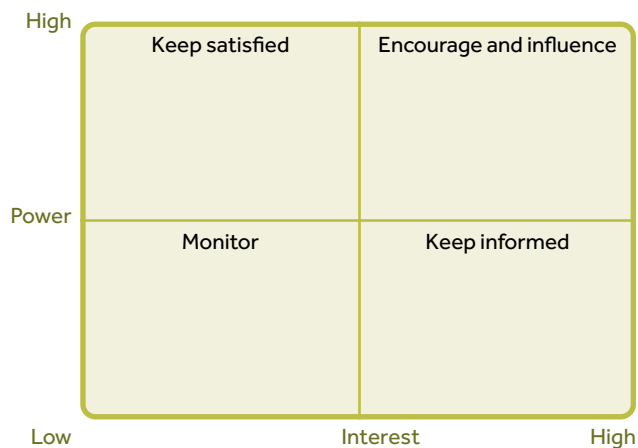 High
Keep satisfied
Encourage and influence
Power
Monitor
Keep informed
Low
Interest
High